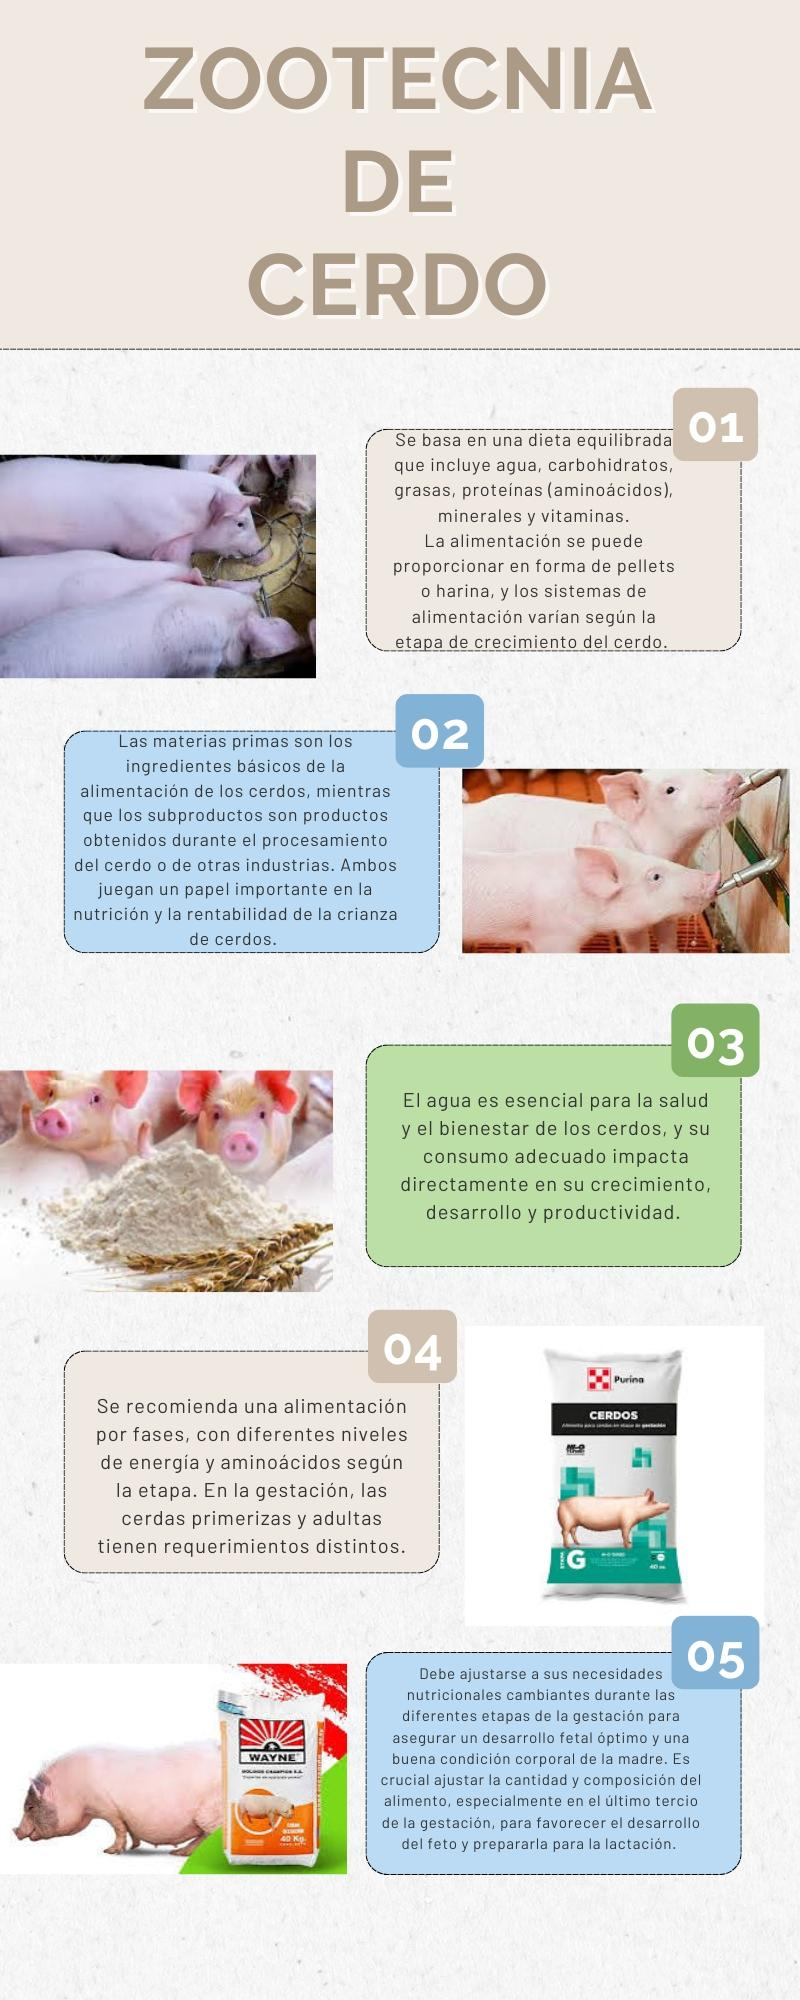 ZOOTECNIA
DE
CERDO
01
Se basa en una dieta equilibrada
que incluye agua, carbohidratos,
grasas, proteínas (aminoácidos),
minerales y vitaminas.
La alimentación se puede
proporcionar en forma de pellets
o harina, y los sistemas de
alimentación varían según la
etapa de crecimiento del cerdo.
02
Las materias primas son los
ingredientes básicos de la
alimentación de los cerdos, mientras
que los subproductos son productos
obtenidos durante el procesamiento
del cerdo o de otras industrias. Ambos
juegan un papel importante en la
nutrición y la rentabilidad de la crianza
de cerdos.
03
El agua es esencial para la salud
y el bienestar de los cerdos, y su
consumo adecuado impacta
directamente en su crecimiento,
desarrollo y productividad.
04
Se recomienda una alimentación
por fases, con diferentes niveles
de energía y aminoácidos según
la etapa. En la gestación, las
cerdas primerizas y adultas
tienen requerimientos distintos.
Purina
CERDOS
Alimento para cerdos en etapa de gestación
G
05
Debe ajustarse a sus necesidades
nutricionales cambiantes durante las
diferentes etapas de la gestación para
asegurar un desarrollo fetal óptimo y una
buena condición corporal de la madre. Es
crucial ajustar la cantidad y composición del
alimento, especialmente en el último tercio
de la gestación, para favorecer el desarrollo
del feto y prepararla para la lactación.
WAYNE
40 Kg.